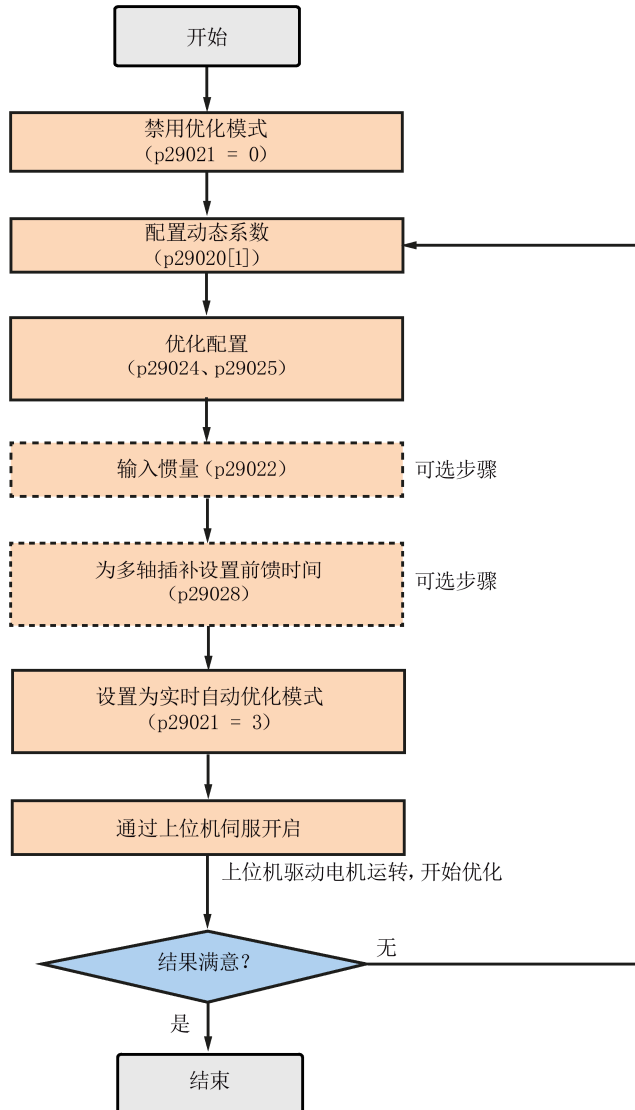 开始
禁用优化模式
(p29021 = 0)
配置动态系数
(p29020[1])
优化配置
(p29024、p29025)
输入惯量(p29022)
可选步骤
为多轴插补设置前馈时间
(p29028)
可选步骤
设置为实时自动优化模式
(p29021 = 3)
通过上位机伺服开启
上位机驱动电机运转,开始优化
结果满意?
无
是
结束